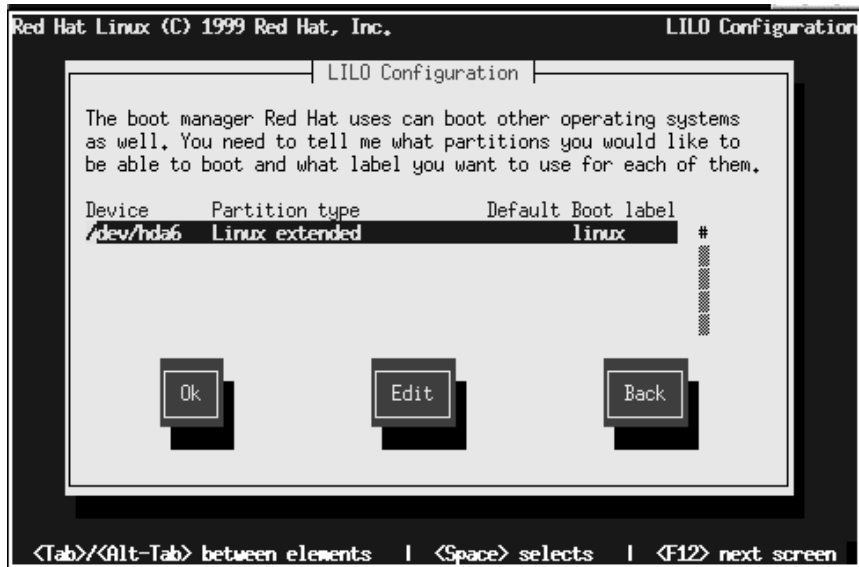 Red Hat Linux (C) 1999 Red Hat, Inc. LILO Configuration
LILO Configuration
The boot manager Red Hat uses can boot other operating systems
as well. You need to tell me what partitions you would like to
be able to boot and what label you want to use for each of them.
Device Partition type Default Boot label
/dev/hda6 Linux extended linux #
Ok Edit Back
<Tab>/<Alt-Tab> between elements | <Space> selects | <F12> next screen